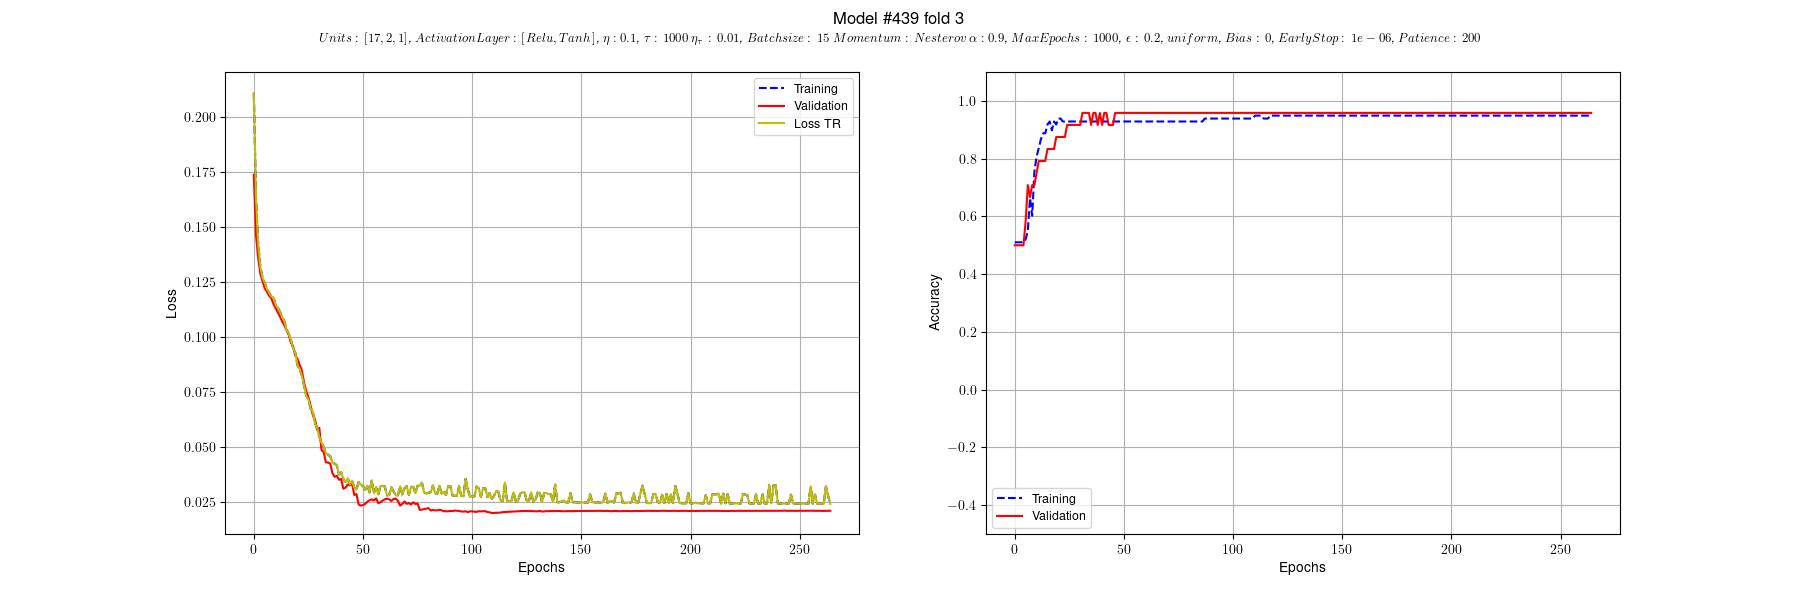 Model #439 fold 3
Units : [17, 2, 1], ActivationLayer : [Relu, Tanh], η : 0.1, τ : 1000 η_τ : 0.01, Batchsize : 15 Momentum : Nesterov α : 0.9, MaxEpochs : 1000, ϵ : 0.2, uniform, Bias : 0, EarlyStop : 1e − 06, Patience : 200
Training
Validation
Loss TR
0.200
0.175
0.150
0.125
0.100
0.075
0.050
0.025
Loss
0 50 100 150 200 250
Epochs
1.0
0.8
0.6
0.4
0.2
0.0
−0.2
−0.4
Accuracy
Training
Validation
0 50 100 150 200 250
Epochs